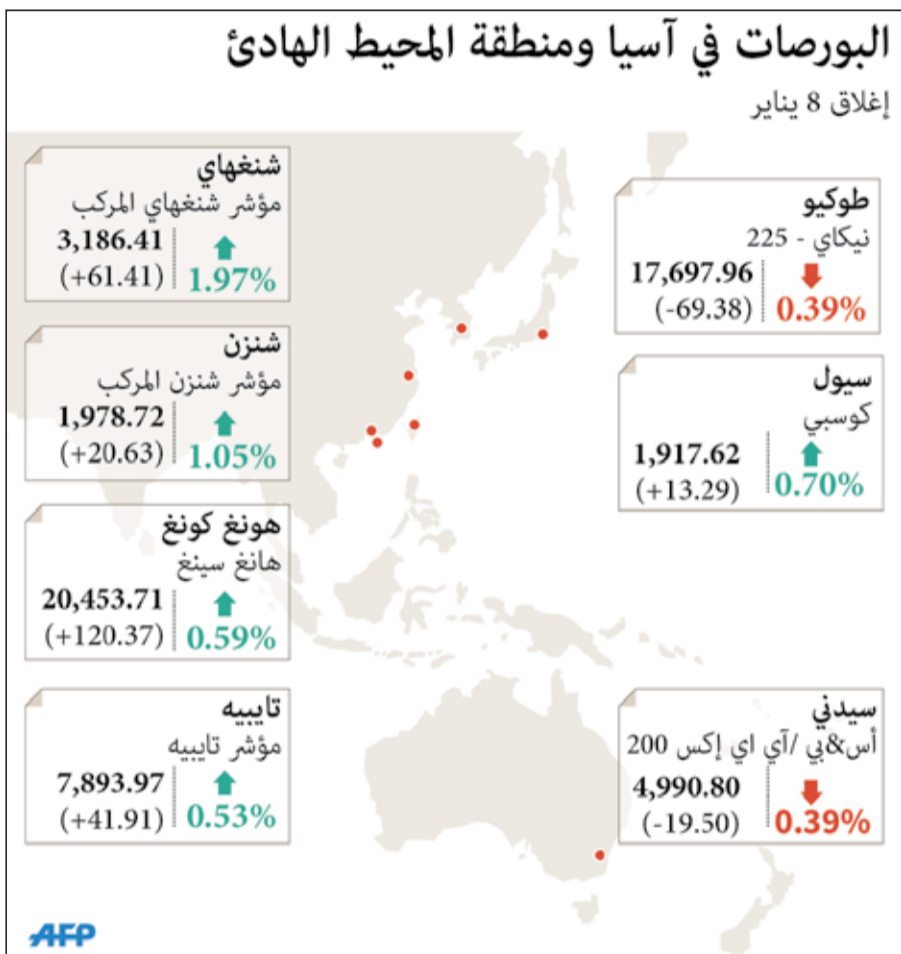 البورصات في آسيا ومنطقة المحيط الهادئ
إغلاق 8 يناير
طوكيو
نيكاي - 225
17,697.96
(-69.38)
0.39%
سيول
كوسبي
1,917.62
(+13.29)
0.70%
سيدني
أس&بي /آي اي إكس 200
4,990.80
(-19.50)
0.39%
شنغهاي
مؤشر شنغهاي المركب
3,186.41
(+61.41)
1.97%
شنزن
مؤشر شنزن المركب
1,978.72
(+20.63)
1.05%
هونغ كونغ
هانغ سينغ
20,453.71
(+120.37)
0.59%
تايبيه
مؤشر تايبيه
7,893.97
(+41.91)
0.53%
AFP